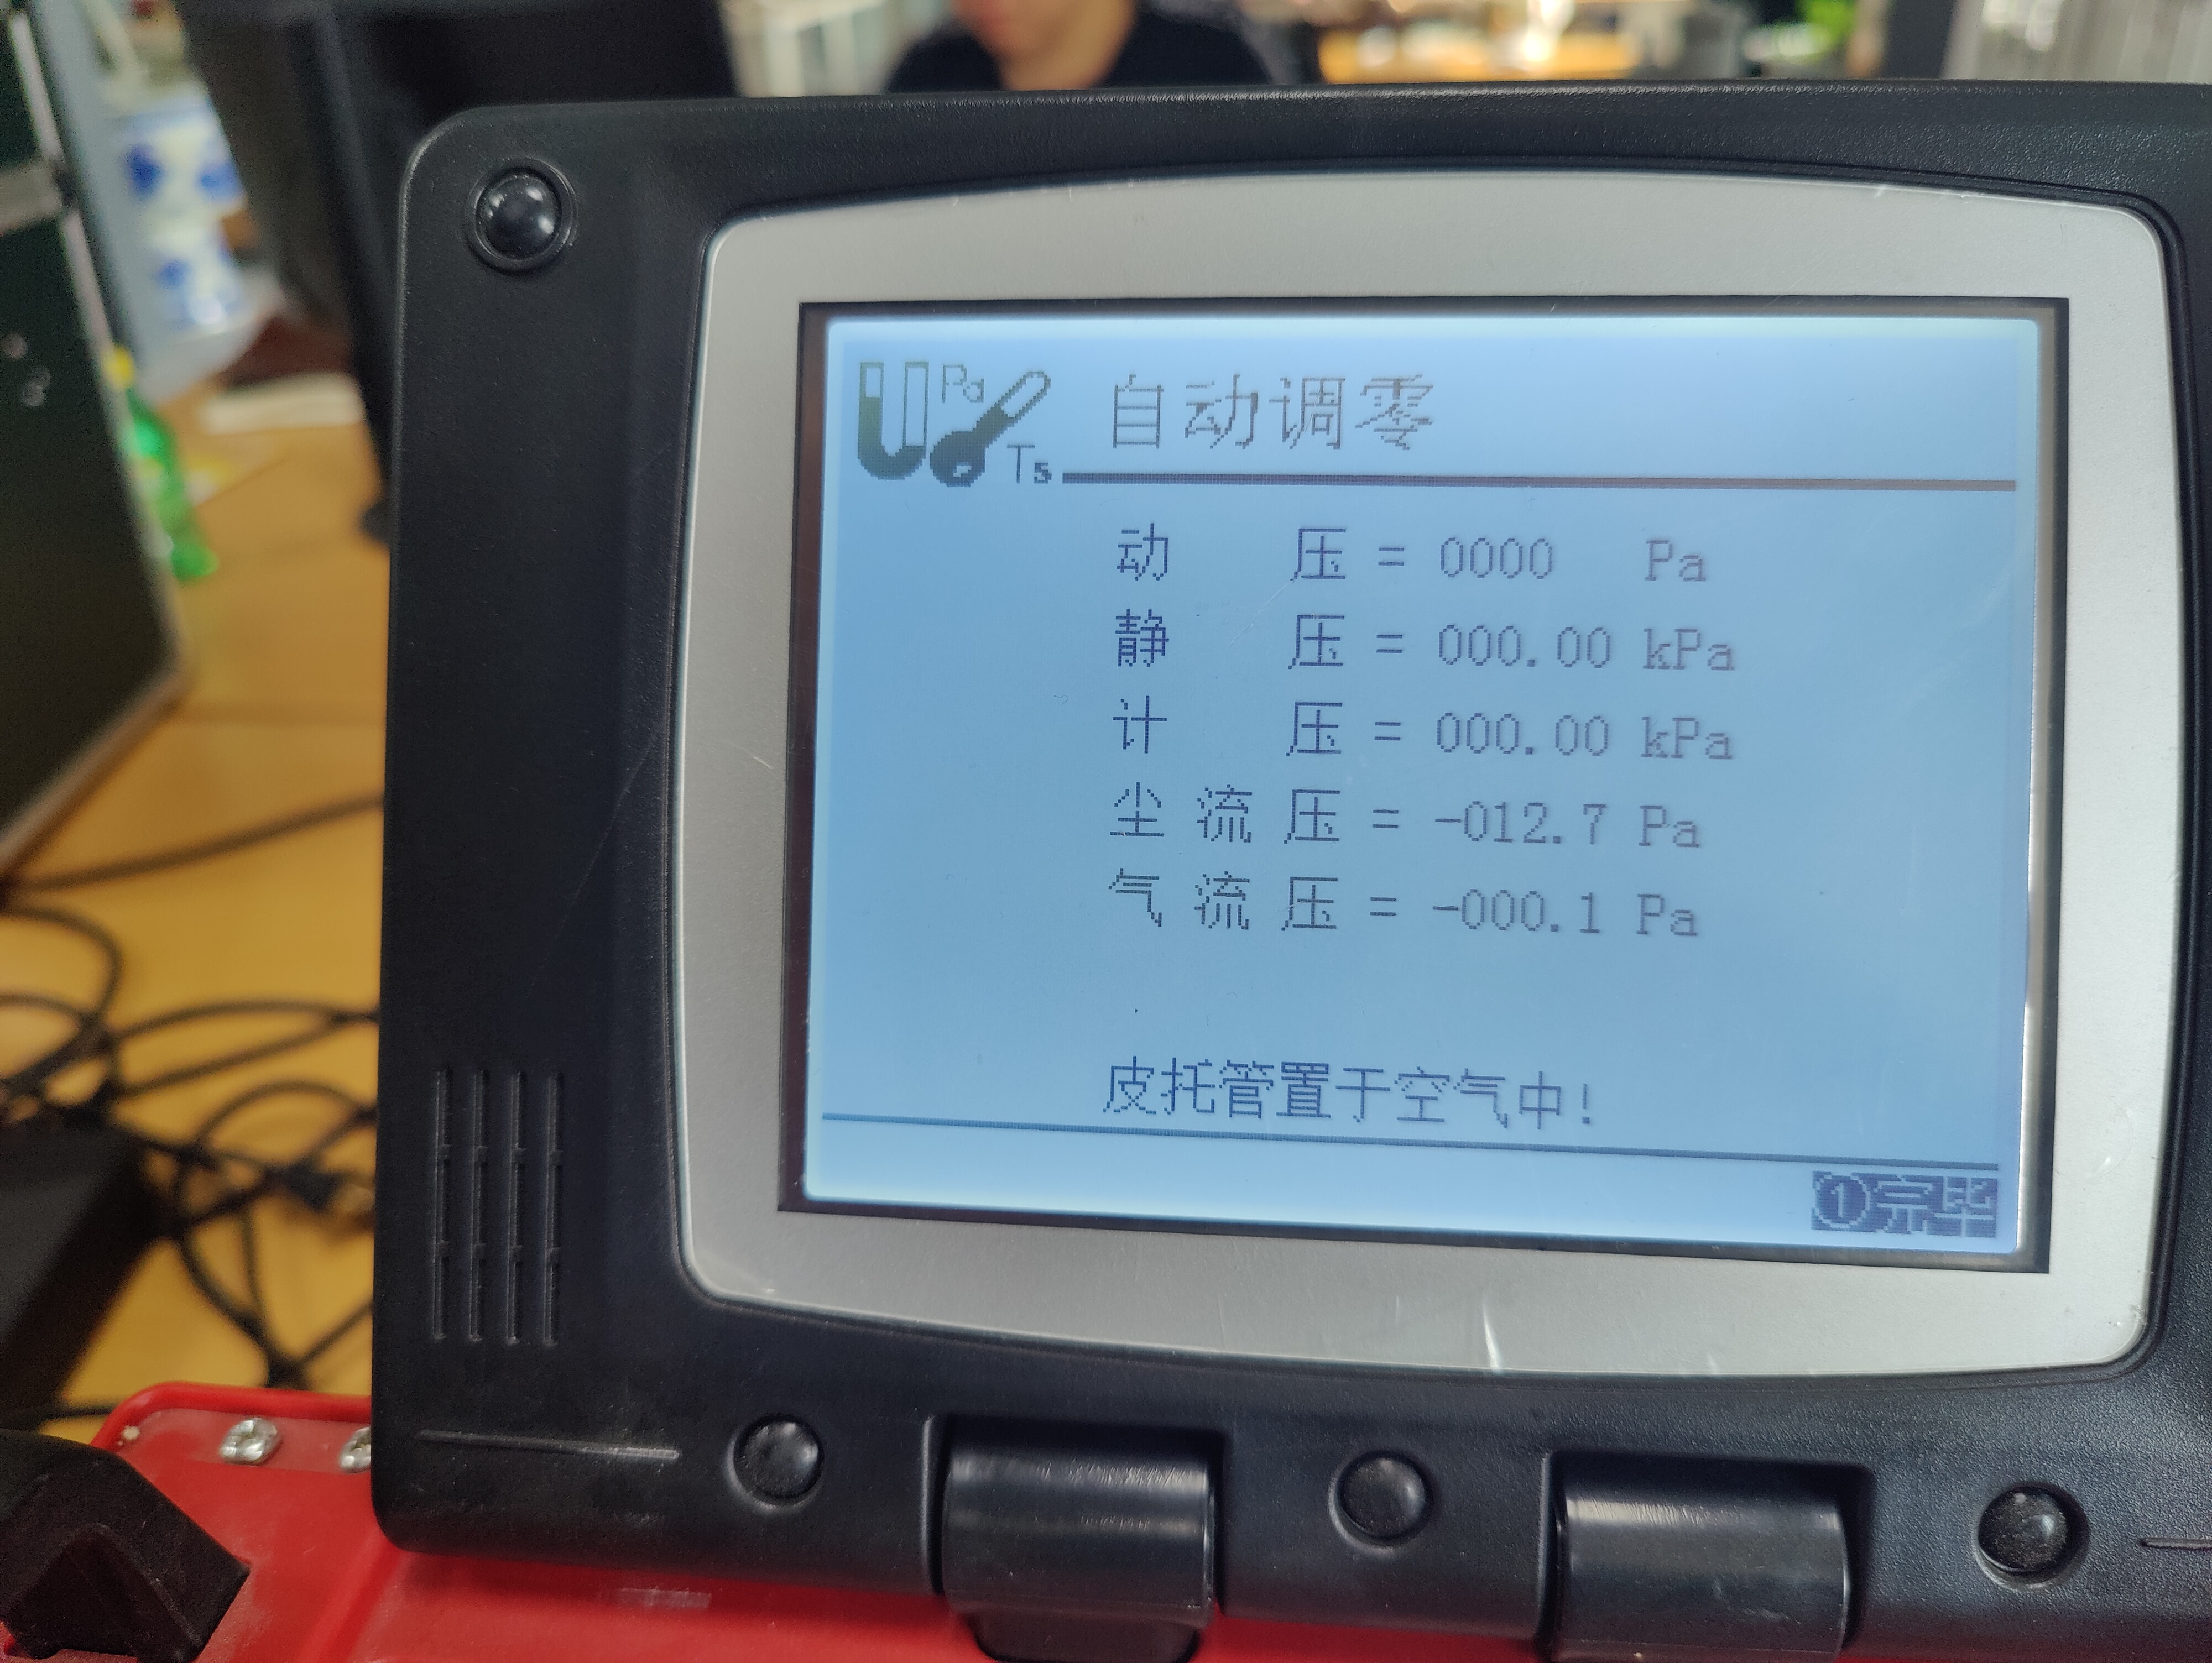 Pa
Ts
自动调零
动 压 = 0000 Pa
静 压 = 000.00 kPa
计 压 = 000.00 kPa
尘 流 压 = -012.7 Pa
气 流 压 = -000.1 Pa
皮托管置于空气中!
①完毕